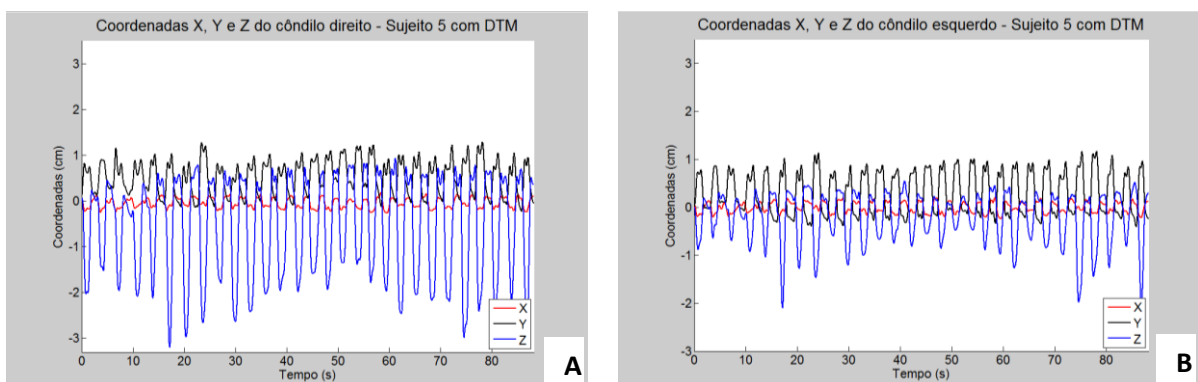 Coordenadas X, Y e Z do côndilo direito - Sujeito 5 com DTM
Coordenadas (cm)
3
2
1
0
-1
-2
-3
0 10 20 30 40 50 60 70 80
Tempo (s)
X
Y
Z
A
Coordenadas X, Y e Z do côndilo esquerdo - Sujeito 5 com DTM
Coordenadas (cm)
3
2
1
0
-1
-2
-3
0 10 20 30 40 50 60 70 80
Tempo (s)
X
Y
Z
B